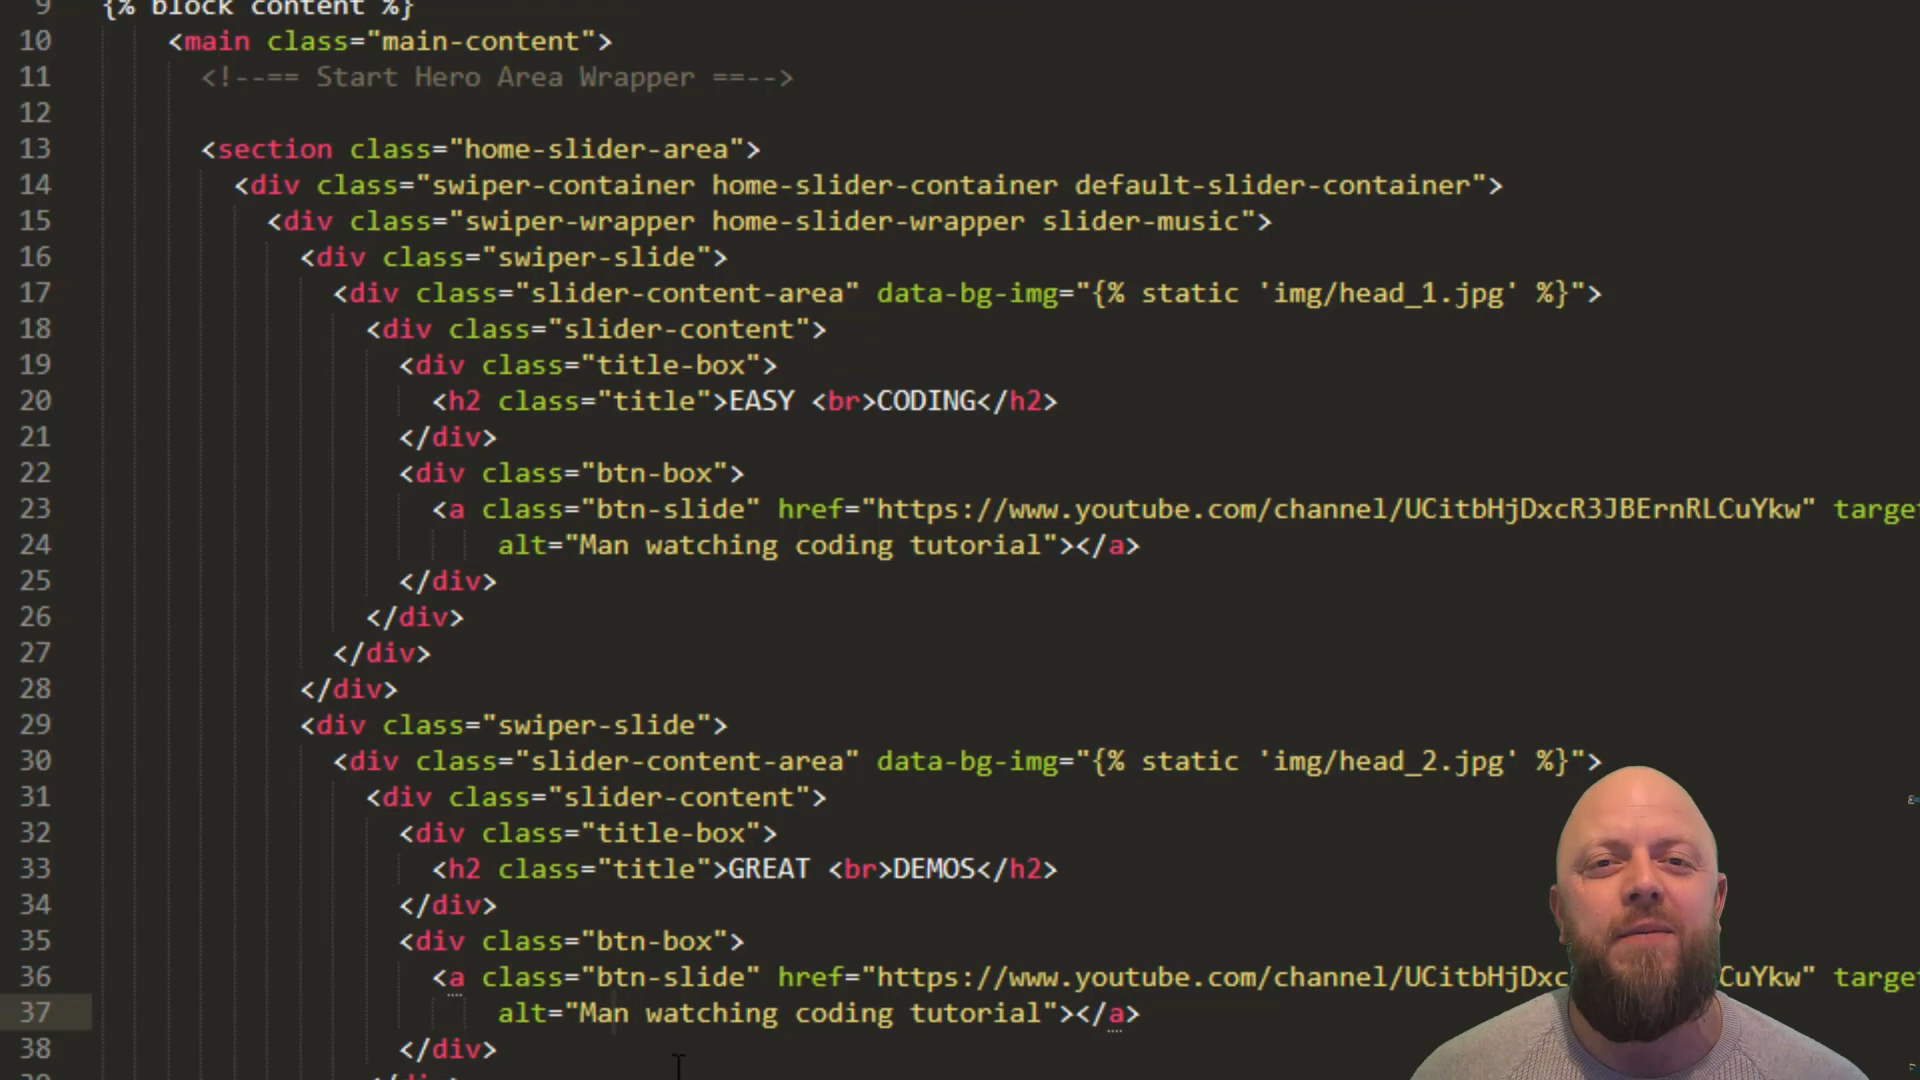 9 {% block content %}
10 <main class="main-content">
11 <!--== Start Hero Area Wrapper ==-->
12
13 <section class="home-slider-area">
14 <div class="swiper-container home-slider-container default-slider-container">
15 <div class="swiper-wrapper home-slider-wrapper slider-music">
16 <div class="swiper-slide">
17 <div class="slider-content-area" data-bg-img="{% static 'img/head_1.jpg' %}">
18 <div class="slider-content">
19 <div class="title-box">
20 <h2 class="title">EASY <br>CODING</h2>
21 </div>
22 <div class="btn-box">
23 <a class="btn-slide" href="https://www.youtube.com/channel/UCitbHjDxcR3JBErnRLCuYkw" targe
24 alt="Man watching coding tutorial"></a>
25 </div>
26 </div>
27 </div>
28 </div>
29 <div class="swiper-slide">
30 <div class="slider-content-area" data-bg-img="{% static 'img/head_2.jpg' %}">
31 <div class="slider-content">
32 <div class="title-box">
33 <h2 class="title">GREAT <br>DEMOS</h2>
34 </div>
35 <div class="btn-box">
36 <a class="btn-slide" href="https://www.youtube.com/channel/UCitbHjDxc CuYkw" targe
37 alt="Man watching coding tutorial"></a>
38 </div>